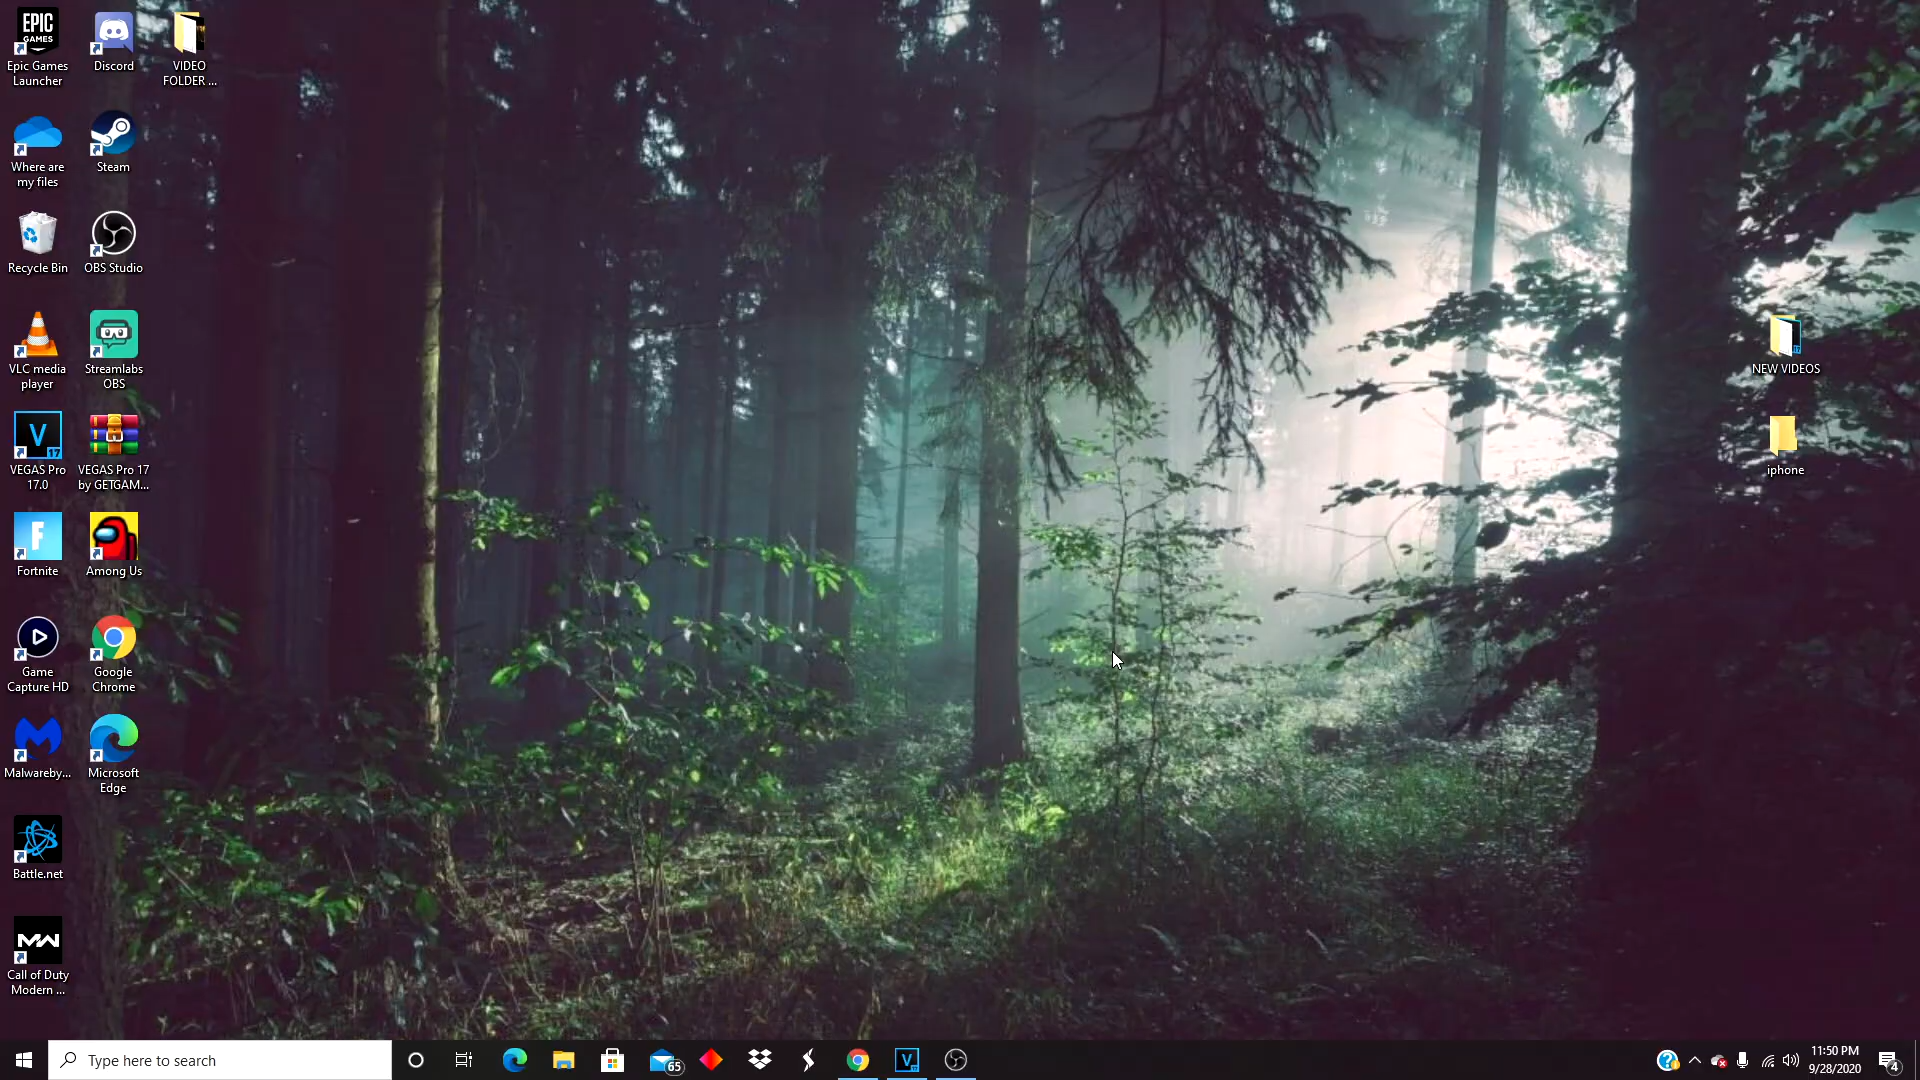 EPIC
GAMES
Epic Games
Launcher
Discord
VIDEO
FOLDER ...
Where are
my files
Steam
Recycle Bin
OBS Studio
VLC media
player
Streamlabs
OBS
V
17
VEGAS Pro
17.0
VEGAS Pro 17
by GETGAM...
F
Fortnite
Among Us
Game
Capture HD
Google
Chrome
Malwareby...
Microsoft
Edge
Battle.net
MW
Call of Duty
Modern ...
NEW VIDEOS
iphone
Type here to search
65
V
11:50 PM
9/28/2020
4